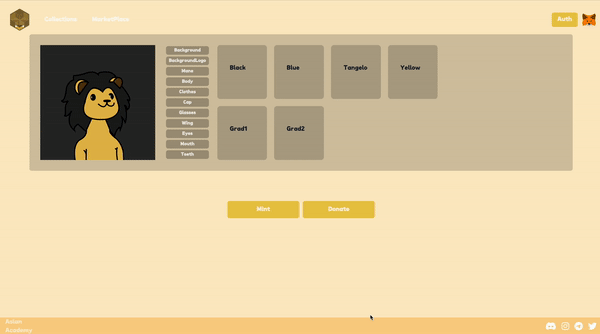 Collections MarketPlace Auth
Background
BackgroundLogo
Mane
Body
Clothes
Cap
Glasses
Wing
Eyes
Mouth
Teeth
Black Blue Tangelo Yellow
Grad1 Grad2
Mint Donate
Asian
Academy